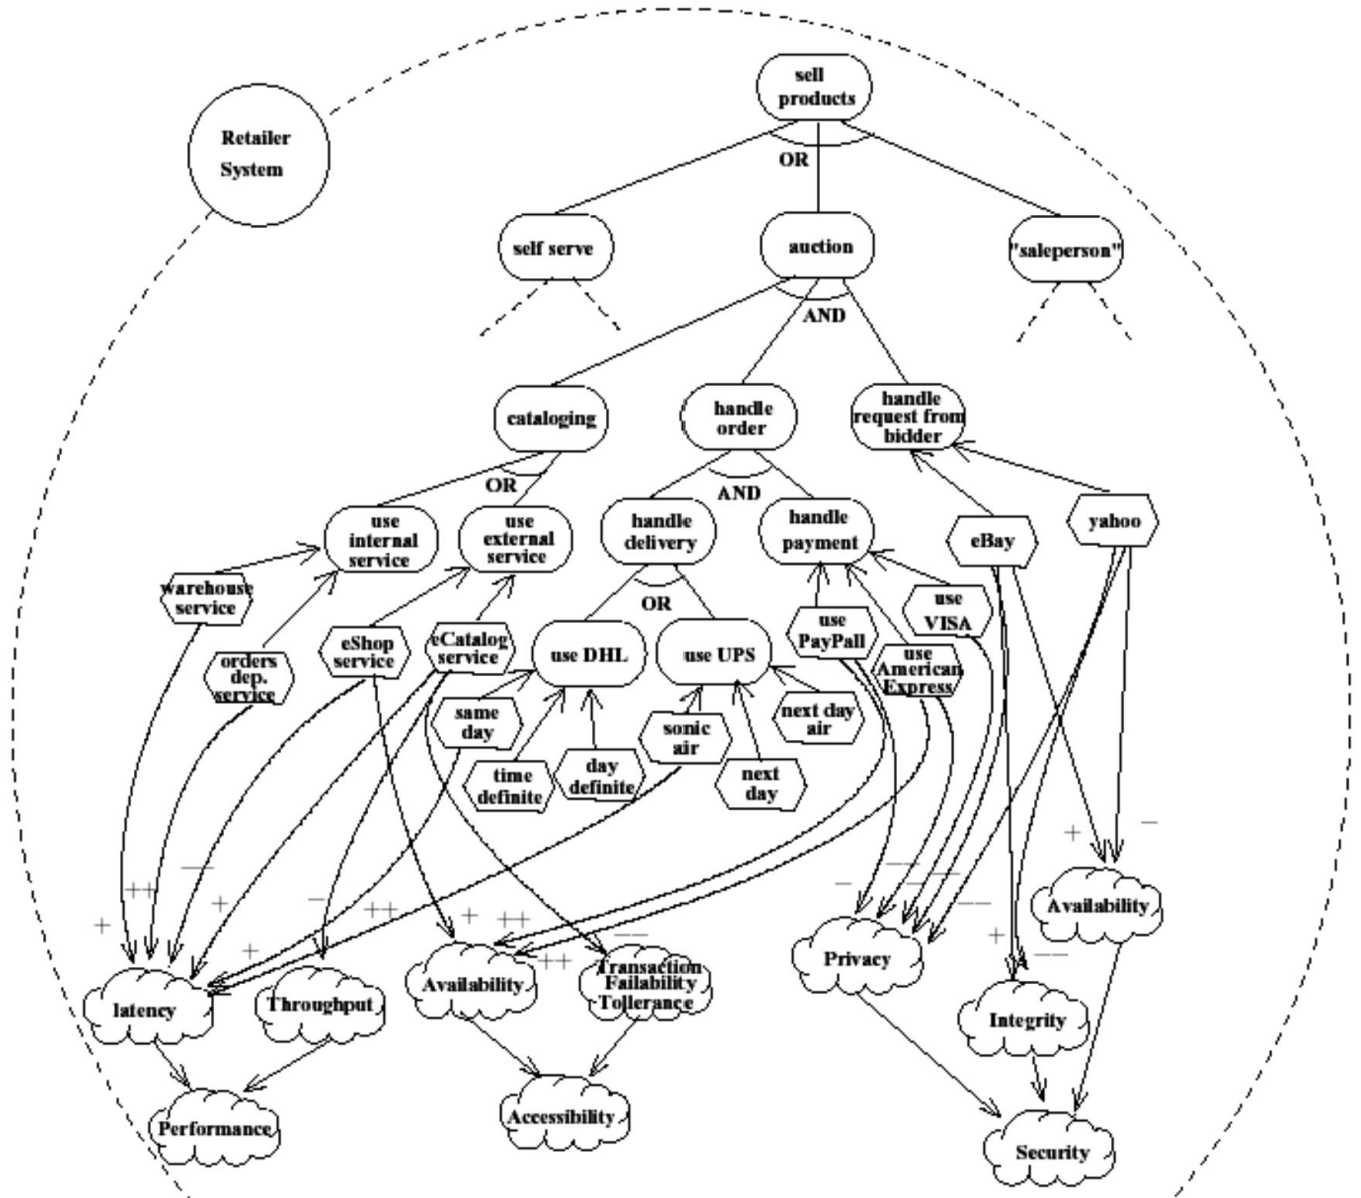 sell
products
Retailer
System
OR
self serve
auction
"saleperson"
AND
cataloging
handle
order
handle
request from
bidder
OR
AND
use
internal
service
use
external
service
handle
delivery
handle
payment
eBay
yahoo
warehouse
service
OR
orders
dep.
service
eShop
service
eCatalog
service
use DHL
use UPS
use
PayPall
use
VISA
use
American
Express
same
day
time
definite
day
definite
sonic
air
next
day
next day
air
+
++
— —
+
+
—
++
+
++
++
— —
—
— —
— —
— —
+
— —
+
—
latency
Throughput
Availability
Transaction
Failability
Tollerance
Privacy
Integrity
Availability
Performance
Accessibility
Security